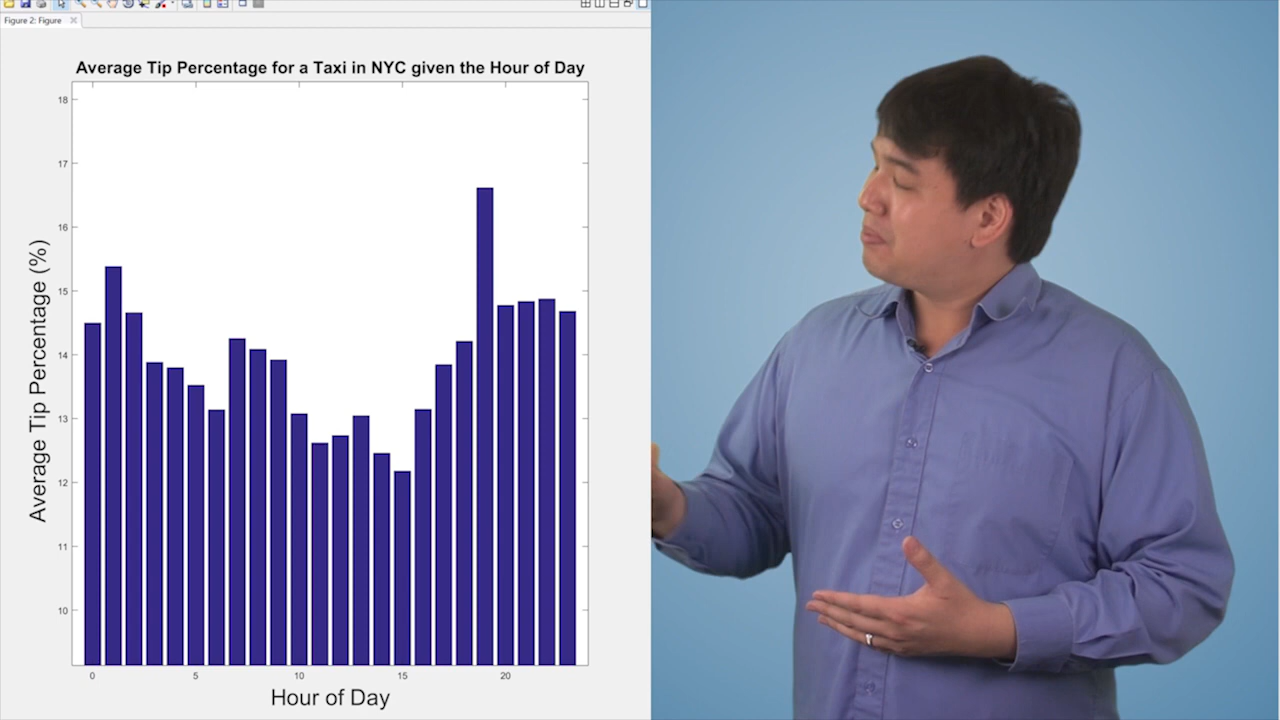 Figure 2: Figure
Average Tip Percentage for a Taxi in NYC given the Hour of Day
18
17
16
15
14
13
12
11
10
Average Tip Percentage (%)
0 5 10 15 20
Hour of Day